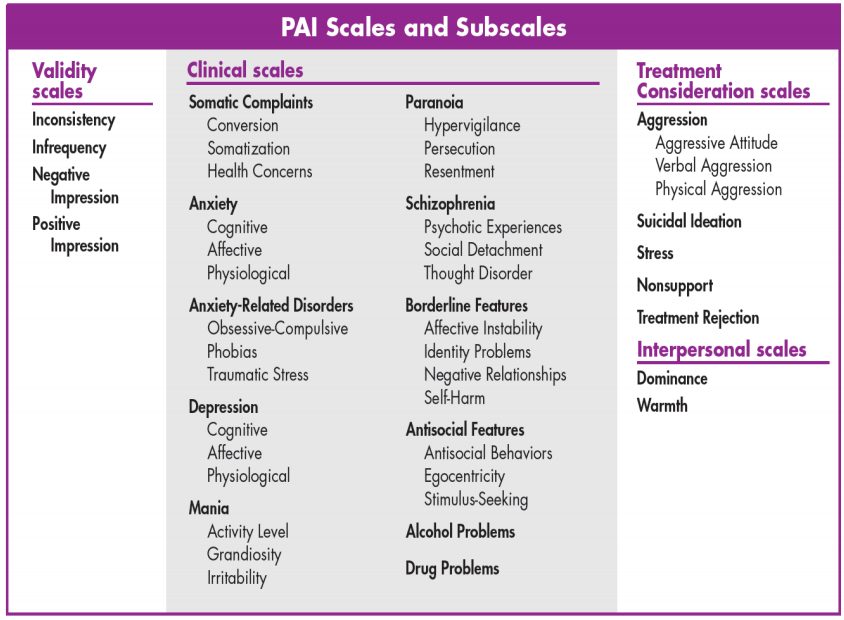 PAI Scales and Subscales
Validity
scales
Inconsistency
Infrequency
Negative
Impression
Positive
Impression
Clinical scales
Somatic Complaints
Conversion
Somatization
Health Concerns
Anxiety
Cognitive
Affective
Physiological
Anxiety-Related Disorders
Obsessive-Compulsive
Phobias
Traumatic Stress
Depression
Cognitive
Affective
Physiological
Mania
Activity Level
Grandiosity
Irritability
Paranoia
Hypervigilance
Persecution
Resentment
Schizophrenia
Psychotic Experiences
Social Detachment
Thought Disorder
Borderline Features
Affective Instability
Identity Problems
Negative Relationships
Self-Harm
Antisocial Features
Antisocial Behaviors
Egocentricity
Stimulus-Seeking
Alcohol Problems
Drug Problems
Treatment
Consideration scales
Aggression
Aggressive Attitude
Verbal Aggression
Physical Aggression
Suicidal Ideation
Stress
Nonsupport
Treatment Rejection
Interpersonal scales
Dominance
Warmth